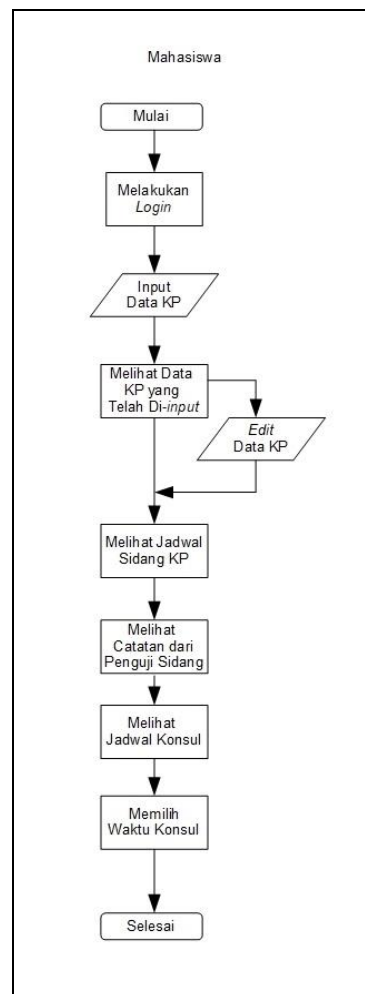 Mahasiswa
Mulai
Melakukan
Login
Input
Data KP
Melihat Data
KP yang
Telah Di-input
Edit
Data KP
Melihat Jadwal
Sidang KP
Melihat
Catatan dari
Penguji Sidang
Melihat
Jadwal Konsul
Memilih
Waktu Konsul
Selesai